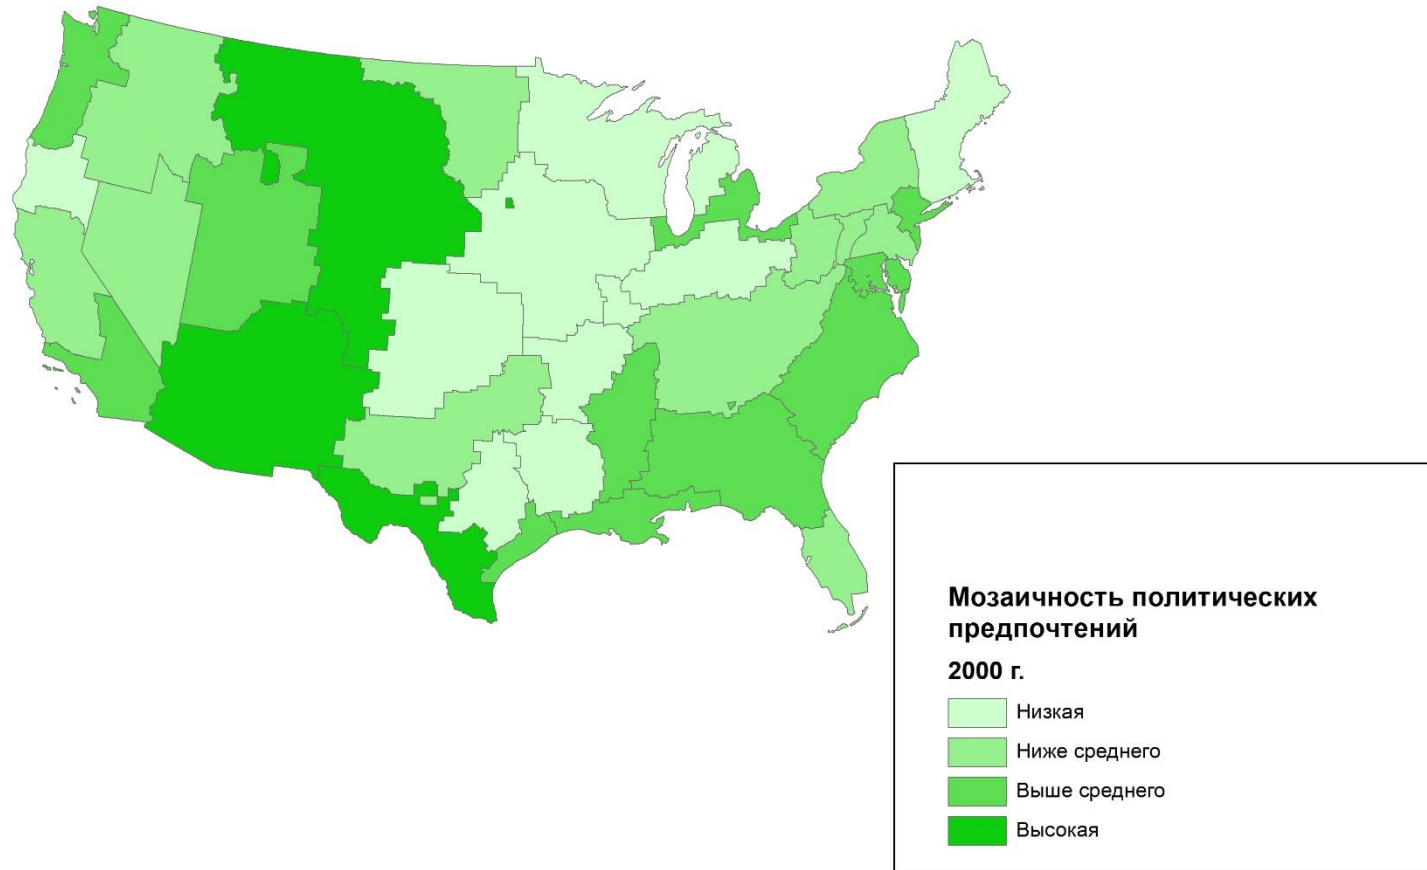 Мозаичность политических
предпочтений
2000 г.
Низкая
Ниже среднего
Выше среднего
Высокая